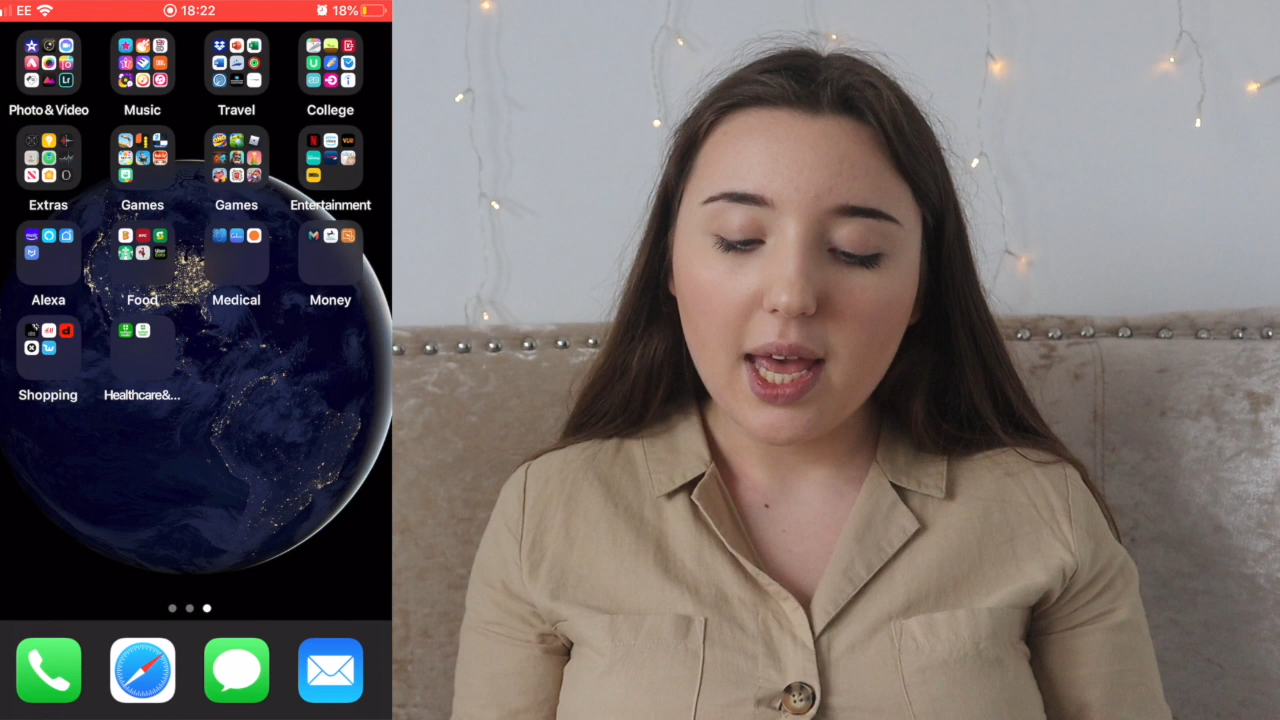 EE 18:22 18%
Photo & Video Music Travel College
Extras Games Games Entertainment
Alexa Food Medical Money
Shopping Healthcare&...